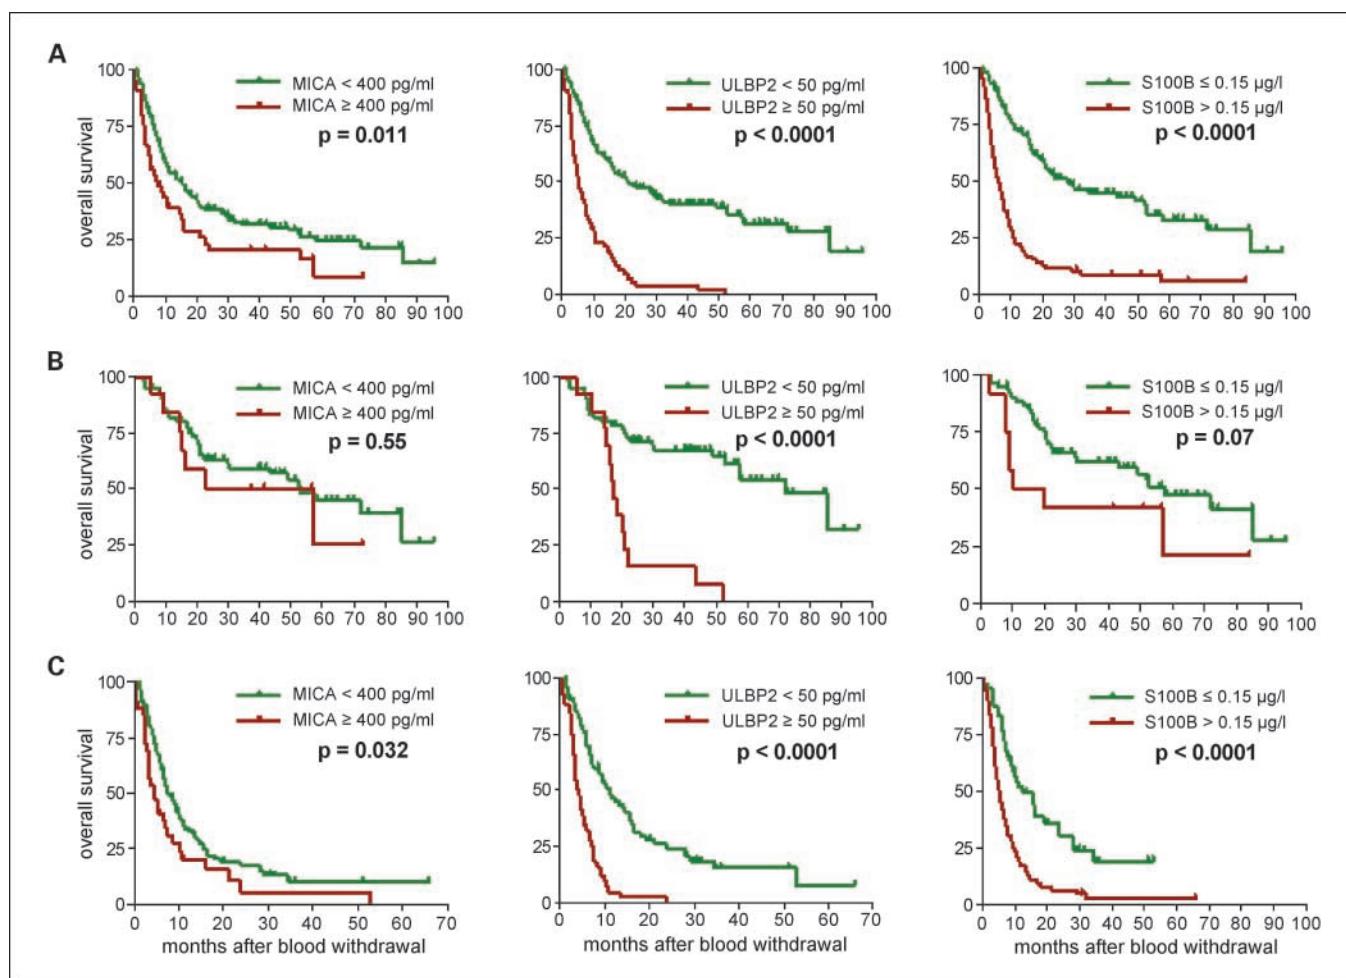 A
MICA < 400 pg/ml
MICA ≥ 400 pg/ml
p = 0.011
overall survival
100
75
50
25
0
0 10 20 30 40 50 60 70 80 90 100
ULBP2 < 50 pg/ml
ULBP2 ≥ 50 pg/ml
p < 0.0001
100
75
50
25
0
0 10 20 30 40 50 60 70 80 90 100
S100B ≤ 0.15 µg/l
S100B > 0.15 µg/l
p < 0.0001
100
75
50
25
0
0 10 20 30 40 50 60 70 80 90 100
B
MICA < 400 pg/ml
MICA ≥ 400 pg/ml
p = 0.55
overall survival
100
75
50
25
0
0 10 20 30 40 50 60 70 80 90 100
ULBP2 < 50 pg/ml
ULBP2 ≥ 50 pg/ml
p < 0.0001
100
75
50
25
0
0 10 20 30 40 50 60 70 80 90 100
S100B ≤ 0.15 µg/l
S100B > 0.15 µg/l
p = 0.07
100
75
50
25
0
0 10 20 30 40 50 60 70 80 90 100
C
MICA < 400 pg/ml
MICA ≥ 400 pg/ml
p = 0.032
overall survival
100
75
50
25
0
0 10 20 30 40 50 60 70
months after blood withdrawal
ULBP2 < 50 pg/ml
ULBP2 ≥ 50 pg/ml
p < 0.0001
100
75
50
25
0
0 10 20 30 40 50 60 70
months after blood withdrawal
S100B ≤ 0.15 µg/l
S100B > 0.15 µg/l
p < 0.0001
100
75
50
25
0
0 10 20 30 40 50 60 70 80 90 100
months after blood withdrawal